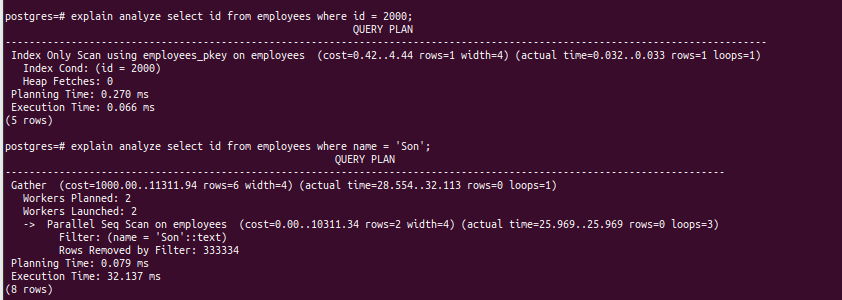 postgres=# explain analyze select id from employees where id = 2000;
QUERY PLAN
-----------------------------------------------------------------------------------------------------------------------------
Index Only Scan using employees_pkey on employees  (cost=0.42..4.44 rows=1 width=4) (actual time=0.032..0.033 rows=1 loops=1)
Index Cond: (id = 2000)
Heap Fetches: 0
Planning Time: 0.270 ms
Execution Time: 0.066 ms
(5 rows)
postgres=# explain analyze select id from employees where name = 'Son';
QUERY PLAN
----------------------------------------------------------------------------------------------------------------------
Gather  (cost=1000.00..11311.94 rows=6 width=4) (actual time=28.554..32.113 rows=0 loops=1)
Workers Planned: 2
Workers Launched: 2
->  Parallel Seq Scan on employees  (cost=0.00..10311.34 rows=2 width=4) (actual time=25.969..25.969 rows=0 loops=3)
Filter: (name = 'Son'::text)
Rows Removed by Filter: 333334
Planning Time: 0.079 ms
Execution Time: 32.137 ms
(8 rows)